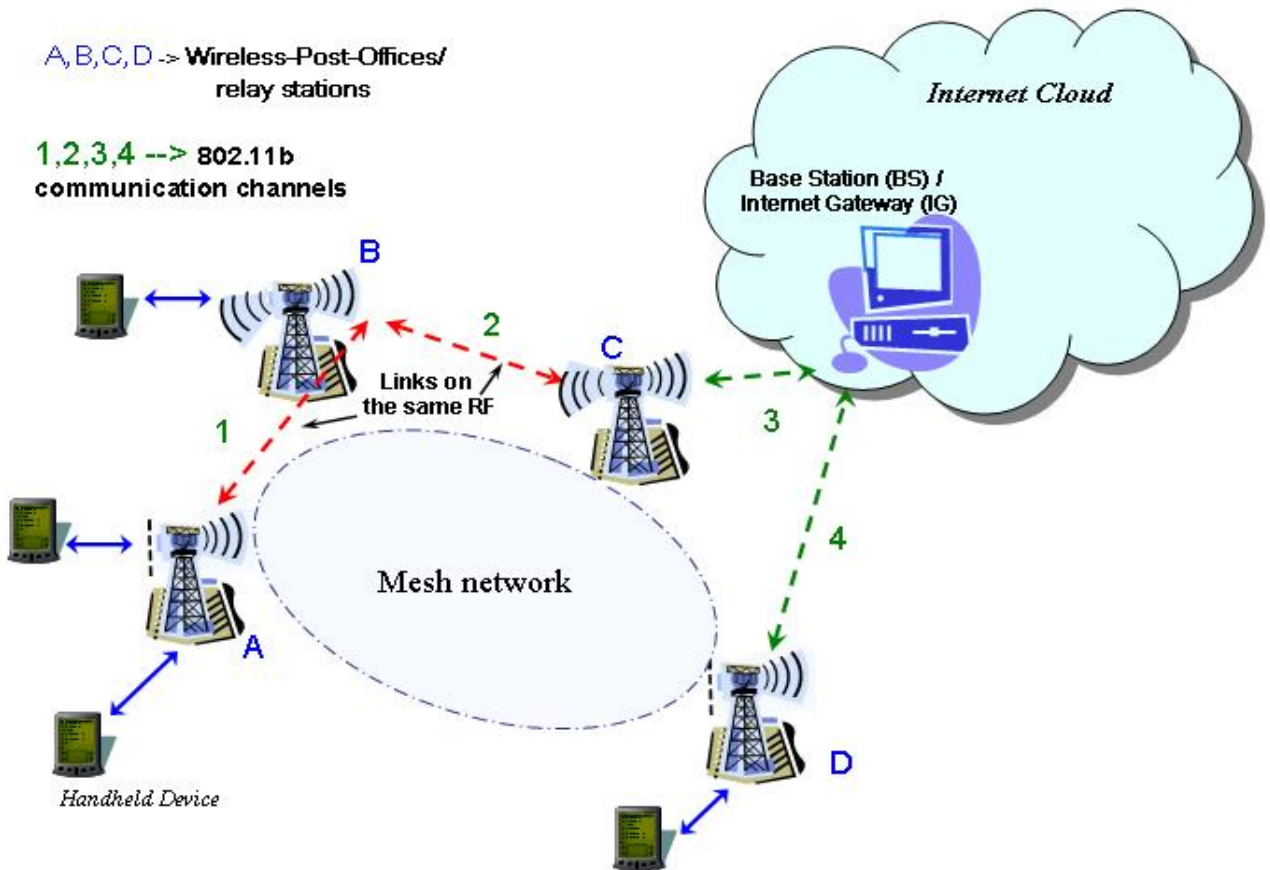 A,B,C,D -> Wireless-Post-Offices/
relay stations
1,2,3,4 --> 802.11b
communication channels
Internet Cloud
Base Station (BS) /
Internet Gateway (IG)
B
2
C
Links on
the same RF
1
3
4
Mesh network
A
D
Handheld Device